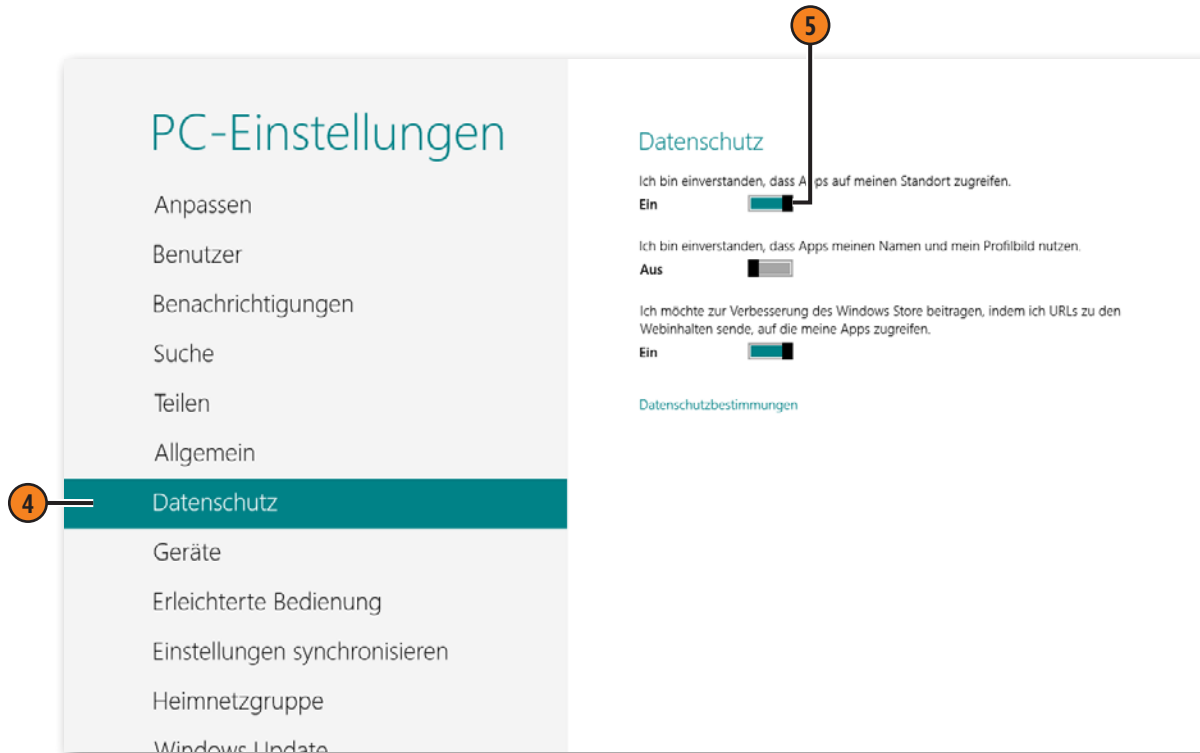 5
PC-Einstellungen
Anpassen
Benutzer
Benachrichtigungen
Suche
Teilen
Allgemein
4
Datenschutz
Geräte
Erleichterte Bedienung
Einstellungen synchronisieren
Heimnetzgruppe
Windows Update
Datenschutz
Ich bin einverstanden, dass Apps auf meinen Standort zugreifen.
Ein
Ich bin einverstanden, dass Apps meinen Namen und mein Profilbild nutzen.
Aus
Ich möchte zur Verbesserung des Windows Store beitragen, indem ich URLs zu den
Webinhalten sende, auf die meine Apps zugreifen.
Ein
Datenschutzbestimmungen